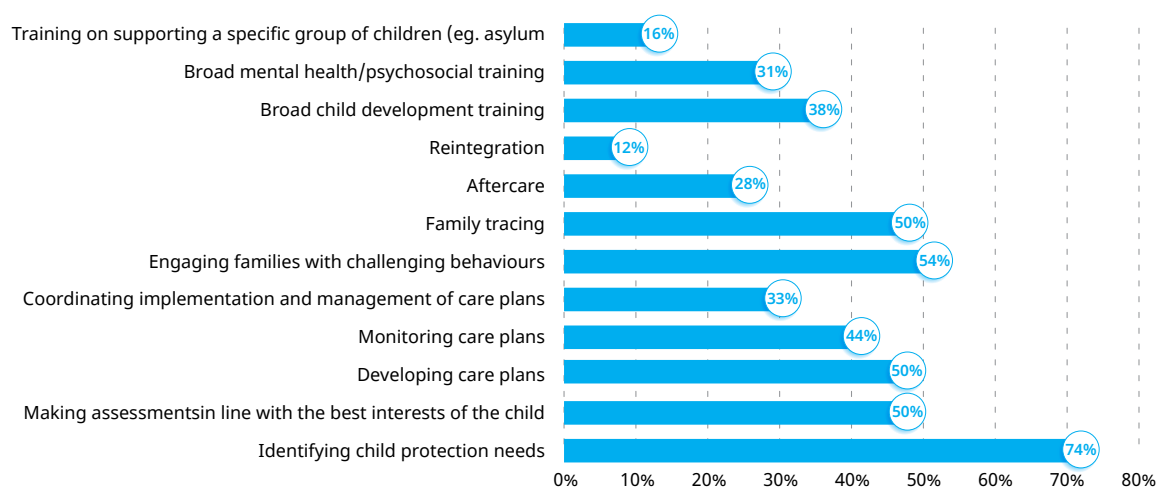 Training on supporting a specific group of children (eg. asylum 16%
Broad mental health/psychosocial training 31%
Broad child development training 38%
Reintegration 12%
Aftercare 28%
Family tracing 50%
Engaging families with challenging behaviours 54%
Coordinating implementation and management of care plans 33%
Monitoring care plans 44%
Developing care plans 50%
Making assessmentsin line with the best interests of the child 50%
Identifying child protection needs 74%
0% 10% 20% 30% 40% 50% 60% 70% 80%